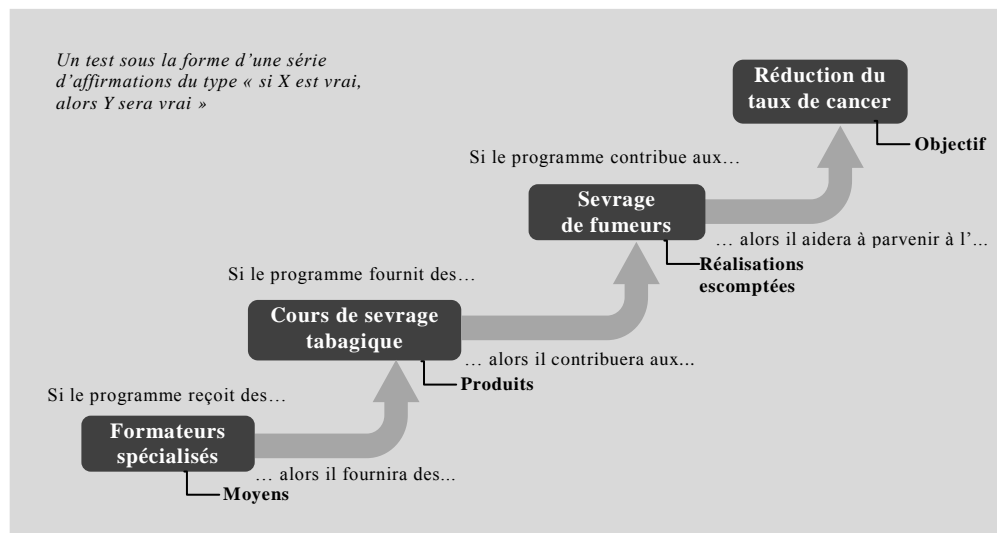 Un test sous la forme d’une série
d’affirmations du type « si X est vrai,
alors Y sera vrai »
Réduction du
taux de cancer
Objectif
Si le programme contribue aux…
Sevrage
de fumeurs
… alors il aidera à parvenir à l’...
Réalisations
escomptées
Si le programme fournit des…
Cours de sevrage
tabagique
… alors il contribuera aux...
Produits
Si le programme reçoit des…
Formateurs
spécialisés
… alors il fournira des...
Moyens